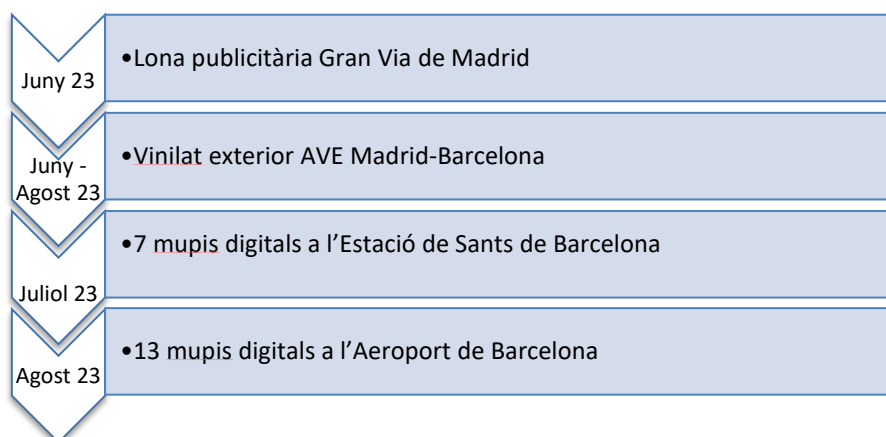 Juny 23
•Lona publicitària Gran Via de Madrid
Juny -
Agost 23
•Vinilat exterior AVE Madrid-Barcelona
Juliol 23
•7 mupis digitals a l’Estació de Sants de Barcelona
Agost 23
•13 mupis digitals a l’Aeroport de Barcelona